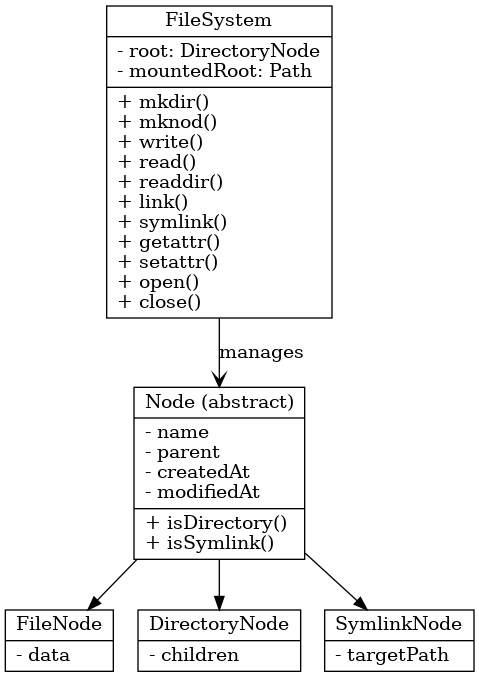 FileSystem
- root: DirectoryNode
- mountedRoot: Path
+ mkdir()
+ mknod()
+ write()
+ read()
+ readdir()
+ link()
+ symlink()
+ getattr()
+ setattr()
+ open()
+ close()
manages
Node (abstract)
- name
- parent
- createdAt
- modifiedAt
+ isDirectory()
+ isSymlink()
FileNode
- data
DirectoryNode
- children
SymlinkNode
- targetPath